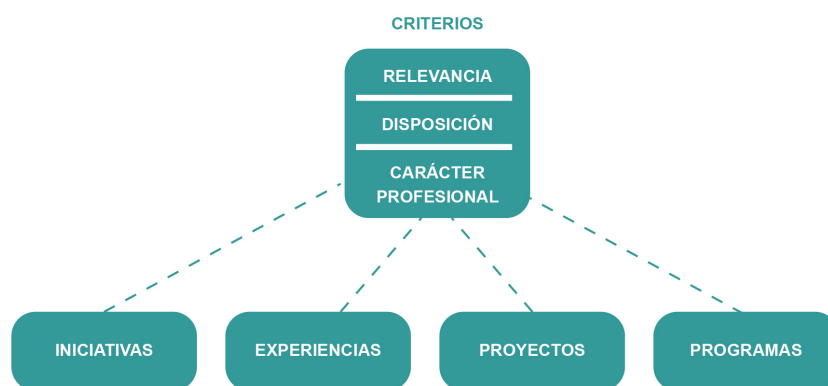 CRITERIOS
RELEVANCIA
DISPOSICIÓN
CARÁCTER
PROFESIONAL
INICIATIVAS
EXPERIENCIAS
PROYECTOS
PROGRAMAS